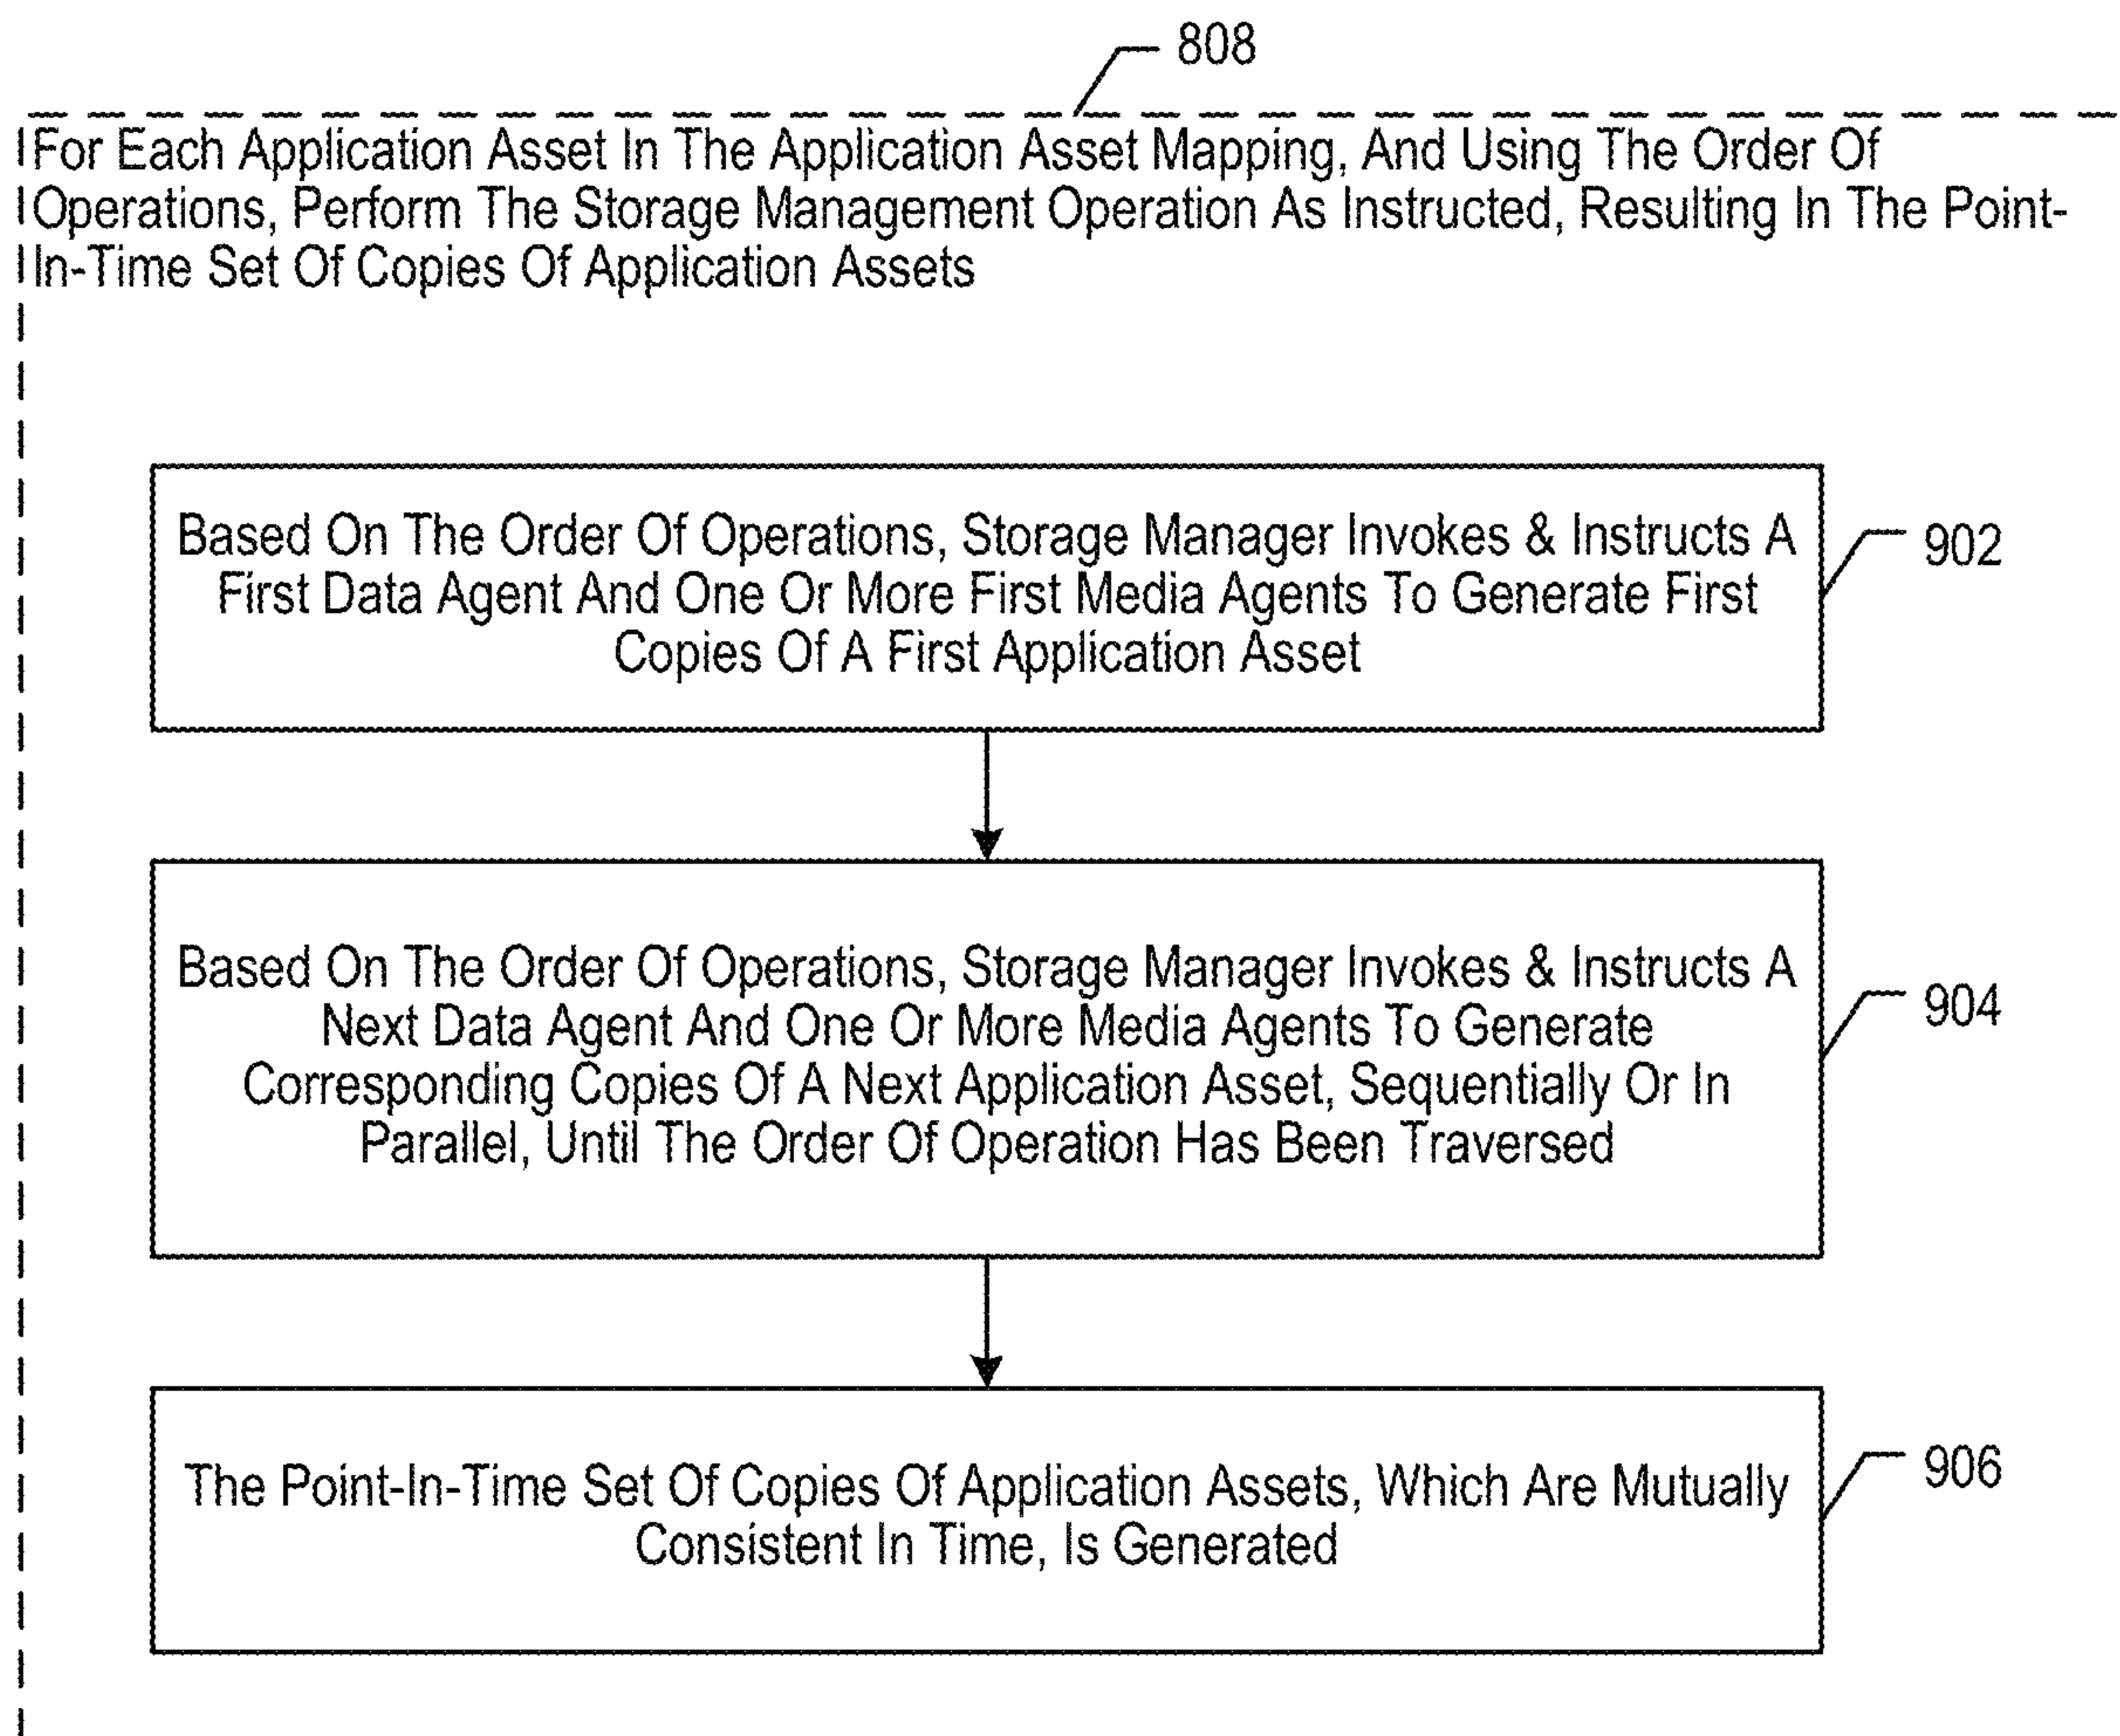 808
For Each Application Asset In The Application Asset Mapping, And Using The Order Of
Operations, Perform The Storage Management Operation As Instructed, Resulting In The Point-
In-Time Set Of Copies Of Application Assets
Based On The Order Of Operations, Storage Manager Invokes & Instructs A
First Data Agent And One Or More First Media Agents To Generate First
Copies Of A First Application Asset
902
Based On The Order Of Operations, Storage Manager Invokes & Instructs A
Next Data Agent And One Or More Media Agents To Generate
Corresponding Copies Of A Next Application Asset, Sequentially Or In
Parallel, Until The Order Of Operation Has Been Traversed
904
The Point-In-Time Set Of Copies Of Application Assets, Which Are Mutually
Consistent In Time, Is Generated
906